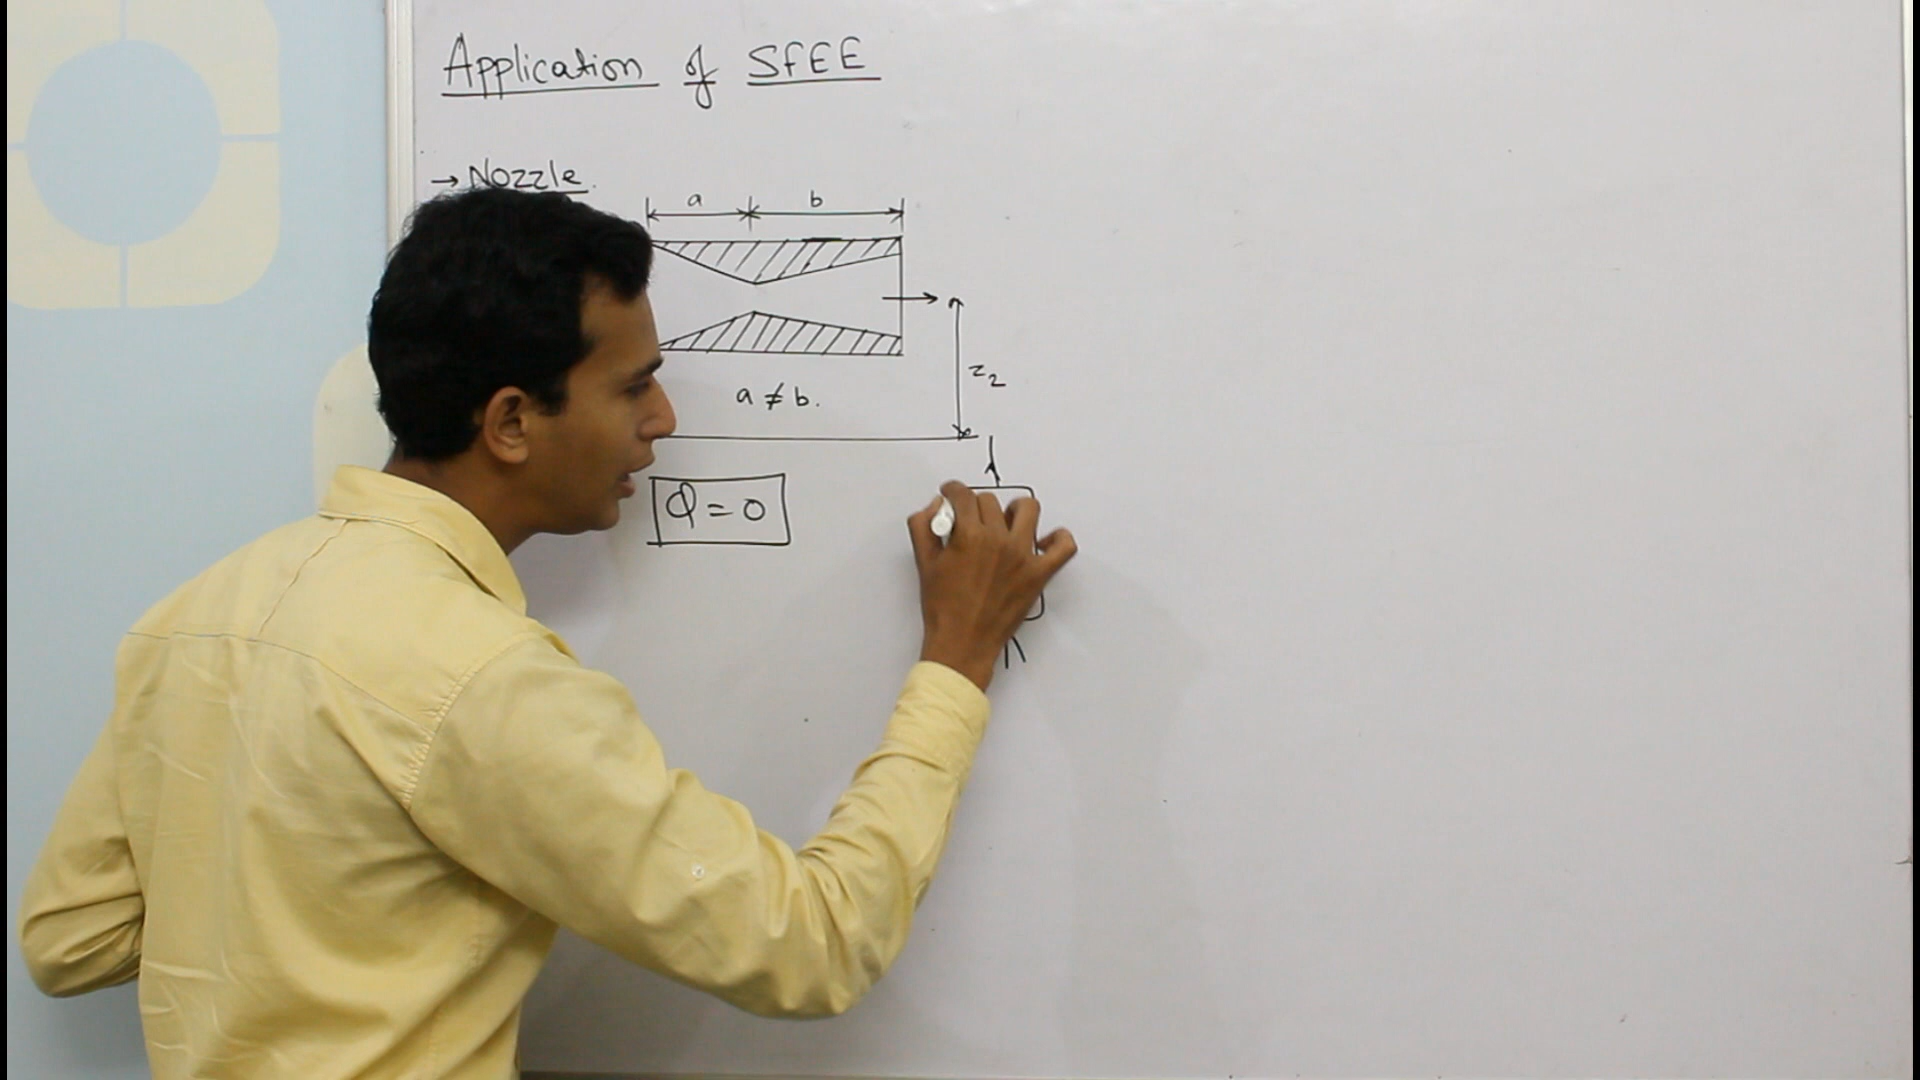 Application of SFEE
→ Nozzle.
a b
z2
a ≠ b.
Q = 0